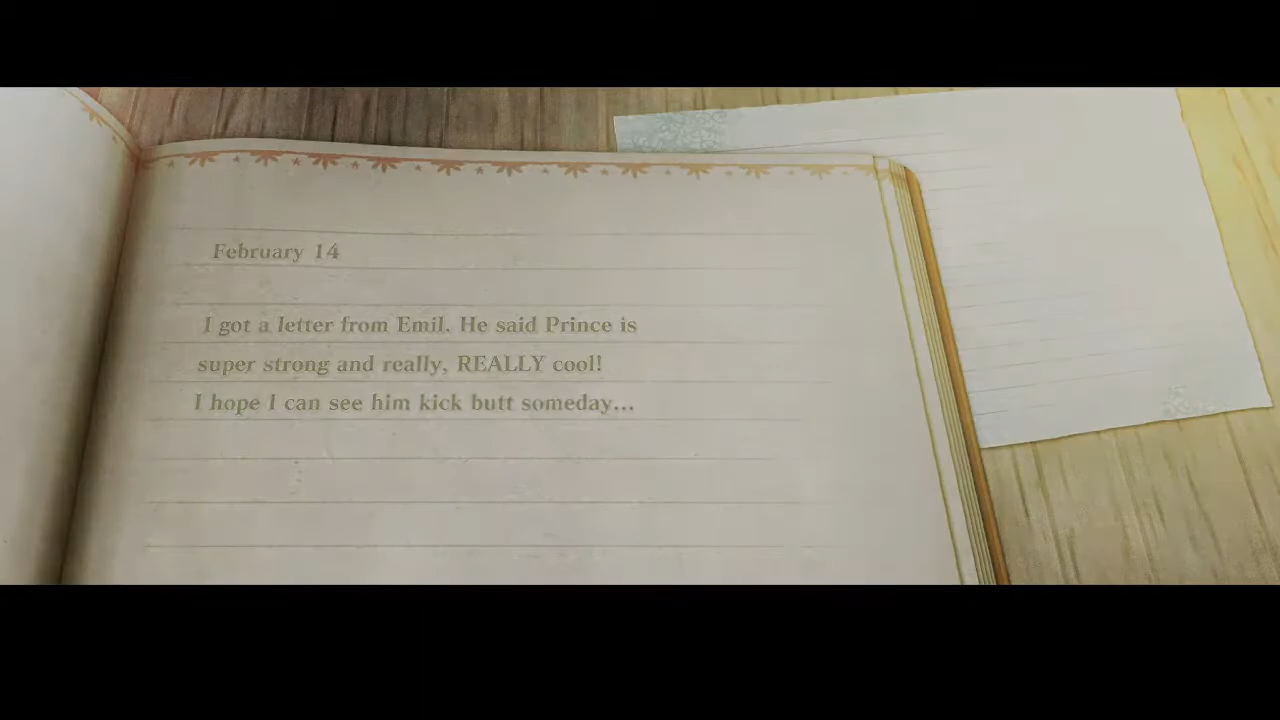 February 14
I got a letter from Emil. He said Prince is
super strong and really, REALLY cool!
I hope I can see him kick butt someday...